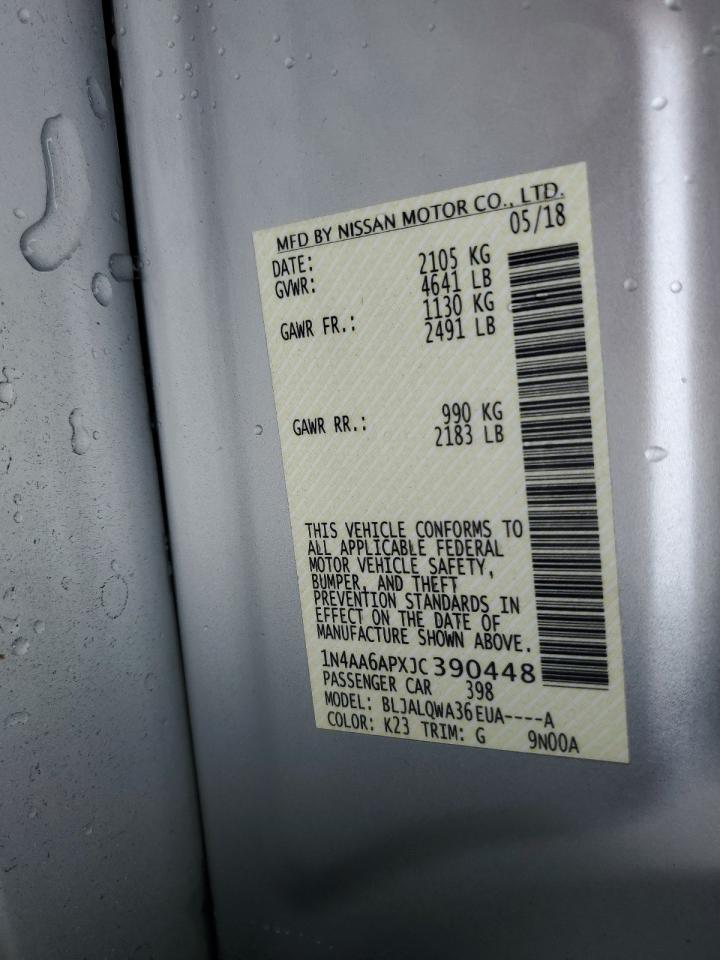 MFD BY NISSAN MOTOR CO., LTD.
DATE: 05/18
GVWR: 2105 KG
4641 LB
GAWR FR.: 1130 KG
2491 LB
GAWR RR.: 990 KG
2183 LB
THIS VEHICLE CONFORMS TO
ALL APPLICABLE FEDERAL
MOTOR VEHICLE SAFETY,
BUMPER, AND THEFT
PREVENTION STANDARDS IN
EFFECT ON THE DATE OF
MANUFACTURE SHOWN ABOVE.
1N4AA6APXJC390448
PASSENGER CAR 398
MODEL: BLJALQWA36EUA----A
COLOR: K23 TRIM: G 9N00A